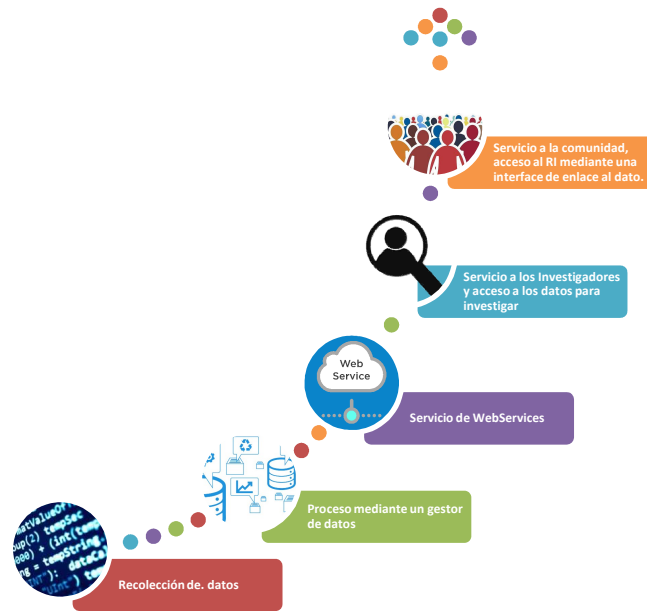 Servicio a la comunidad,
acceso al RI mediante una
interface de enlace al dato.
Servicio a los Investigadores
y acceso a los datos para
investigar
Web
Service
Servicio de WebServices
Proceso mediante un gestor
de datos
Recolección de. datos